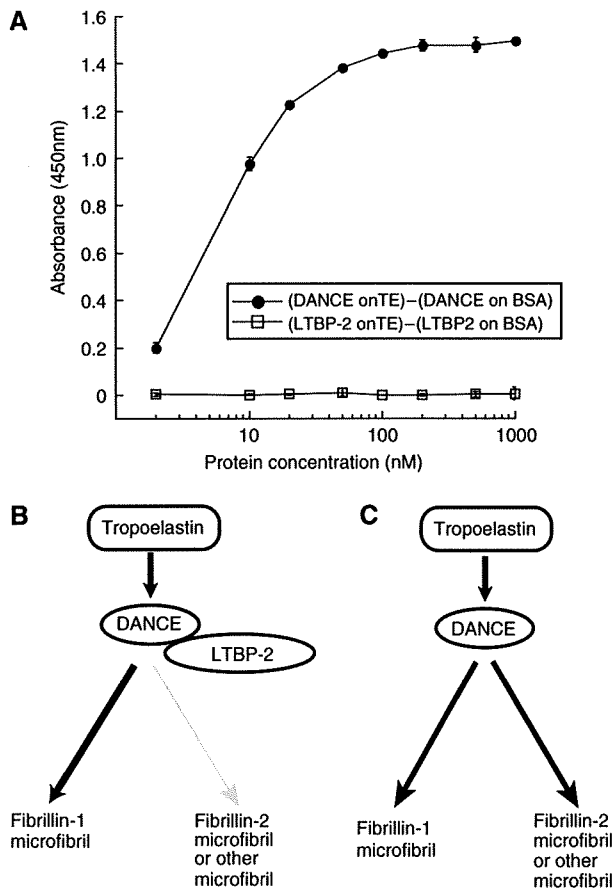 A
1.6
1.4
1.2
1.0
0.8
0.6
0.4
0.2
0
Absorbance (450nm)
(DANCE onTE)–(DANCE on BSA)
(LTBP-2 onTE)–(LTBP2 on BSA)
10
100
1000
Protein concentration (nM)
B
Tropoelastin
DANCE
LTBP-2
Fibrillin-1
microfibril
Fibrillin-2
microfibril
or other
microfibril
C
Tropoelastin
DANCE
Fibrillin-1
microfibril
Fibrillin-2
microfibril
or other
microfibril